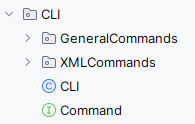 CLI
GeneralCommands
XMLCommands
C CLI
I Command